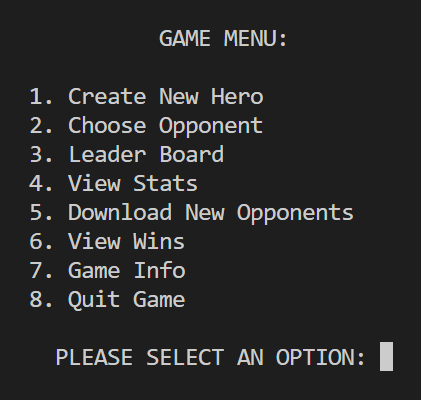 GAME MENU:
1. Create New Hero
2. Choose Opponent
3. Leader Board
4. View Stats
5. Download New Opponents
6. View Wins
7. Game Info
8. Quit Game
PLEASE SELECT AN OPTION: